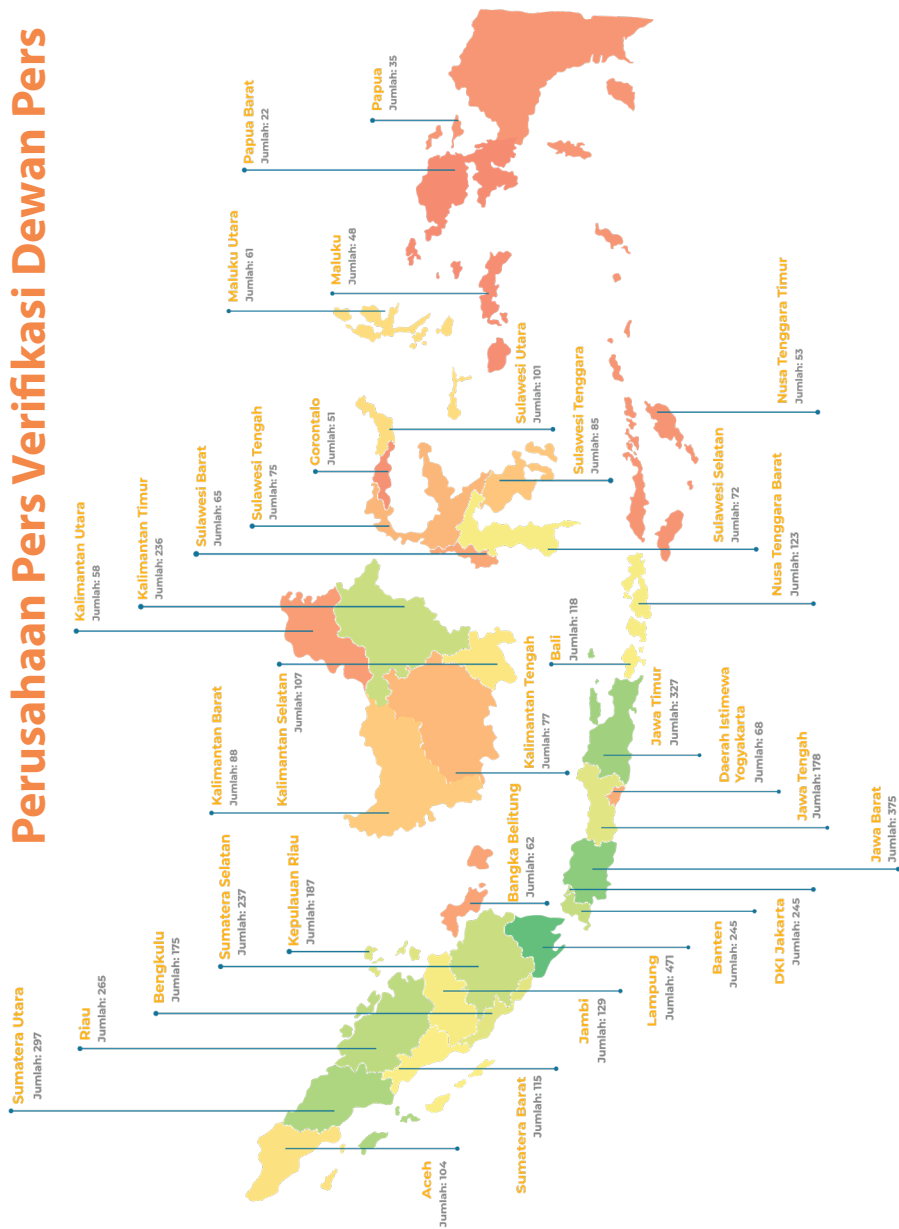 Perusahaan Pers Verifikasi Dewan Pers
Sumatera Utara
Jumlah: 297
Riau
Jumlah: 265
Bengkulu
Jumlah: 175
Sumatera Selatan
Jumlah: 237
Kepulauan Riau
Jumlah: 187
Kalimantan Barat
Jumlah: 88
Kalimantan Selatan
Jumlah: 107
Kalimantan Utara
Jumlah: 58
Kalimantan Timur
Jumlah: 236
Sulawesi Barat
Jumlah: 65
Sulawesi Tengah
Jumlah: 75
Gorontalo
Jumlah: 51
Maluku Utara
Jumlah: 61
Maluku
Jumlah: 48
Papua Barat
Jumlah: 22
Papua
Jumlah: 35
Aceh
Jumlah: 104
Sumatera Barat
Jumlah: 115
Jambi
Jumlah: 129
Lampung
Jumlah: 471
Bangka Belitung
Jumlah: 62
Banten
Jumlah: 245
DKI Jakarta
Jumlah: 245
Jawa Barat
Jumlah: 375
Jawa Tengah
Jumlah: 178
Daerah Istimewa
Yogyakarta
Jumlah: 68
Jawa Timur
Jumlah: 327
Kalimantan Tengah
Jumlah: 77
Bali
Jumlah: 118
Nusa Tenggara Barat
Jumlah: 123
Sulawesi Selatan
Jumlah: 72
Sulawesi Tenggara
Jumlah: 85
Sulawesi Utara
Jumlah: 101
Nusa Tenggara Timur
Jumlah: 53